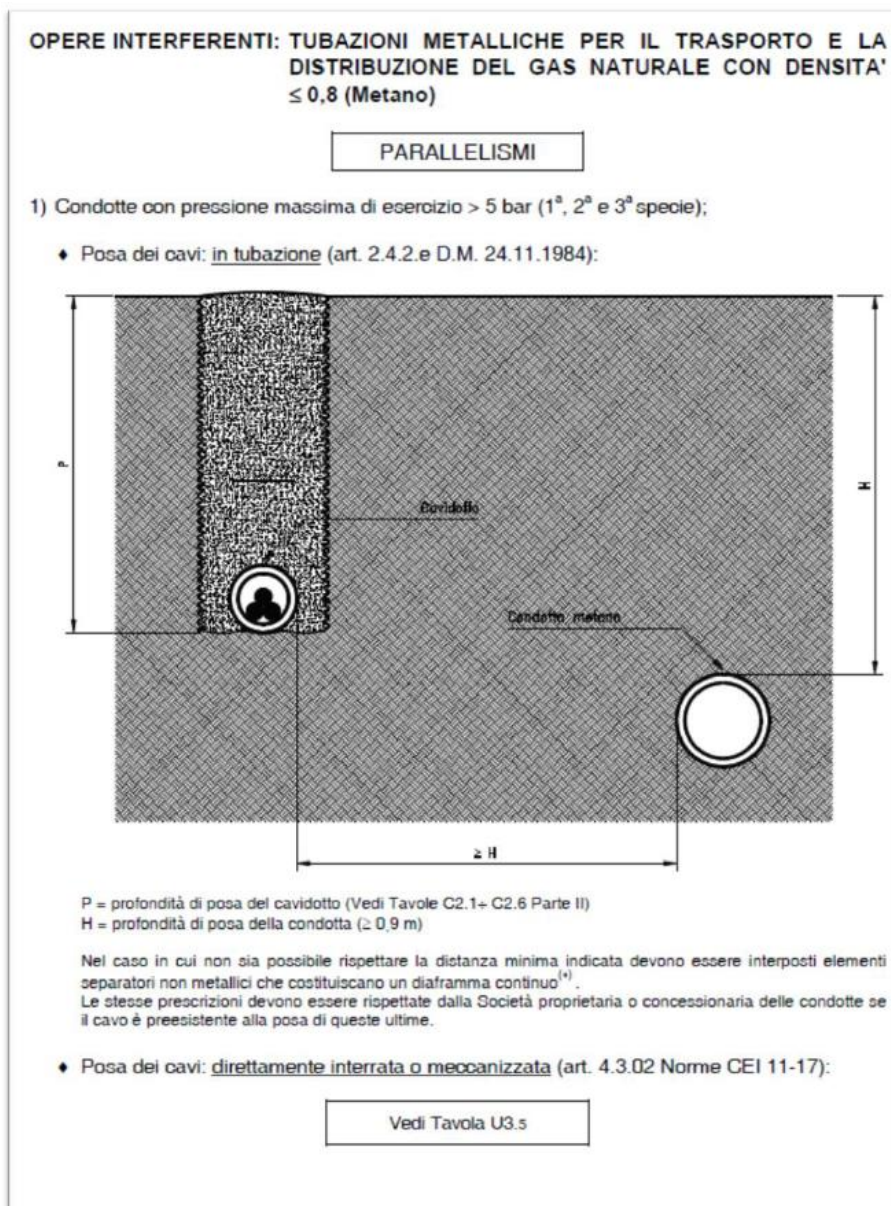 OPERE INTERFERENTI: TUBAZIONI METALLICHE PER IL TRASPORTO E LA
DISTRIBUZIONE DEL GAS NATURALE CON DENSITA'
≤ 0,8 (Metano)
PARALLELISMI
1) Condotte con pressione massima di esercizio > 5 bar (1ª, 2ª e 3ª specie);
♦ Posa dei cavi: in tubazione (art. 2.4.2.e D.M. 24.11.1984):
P
H
Cavidotto
Condotta metano
≥ H
P = profondità di posa del cavidotto (Vedi Tavole C2.1÷ C2.6 Parte II)
H = profondità di posa della condotta (≥ 0,9 m)
Nel caso in cui non sia possibile rispettare la distanza minima indicata devono essere interposti elementi
separatori non metallici che costituiscano un diaframma continuo(*) .
Le stesse prescrizioni devono essere rispettate dalla Società proprietaria o concessionaria delle condotte se
il cavo è preesistente alla posa di queste ultime.
♦ Posa dei cavi: direttamente interrata o meccanizzata (art. 4.3.02 Norme CEI 11-17):
Vedi Tavola U3.5